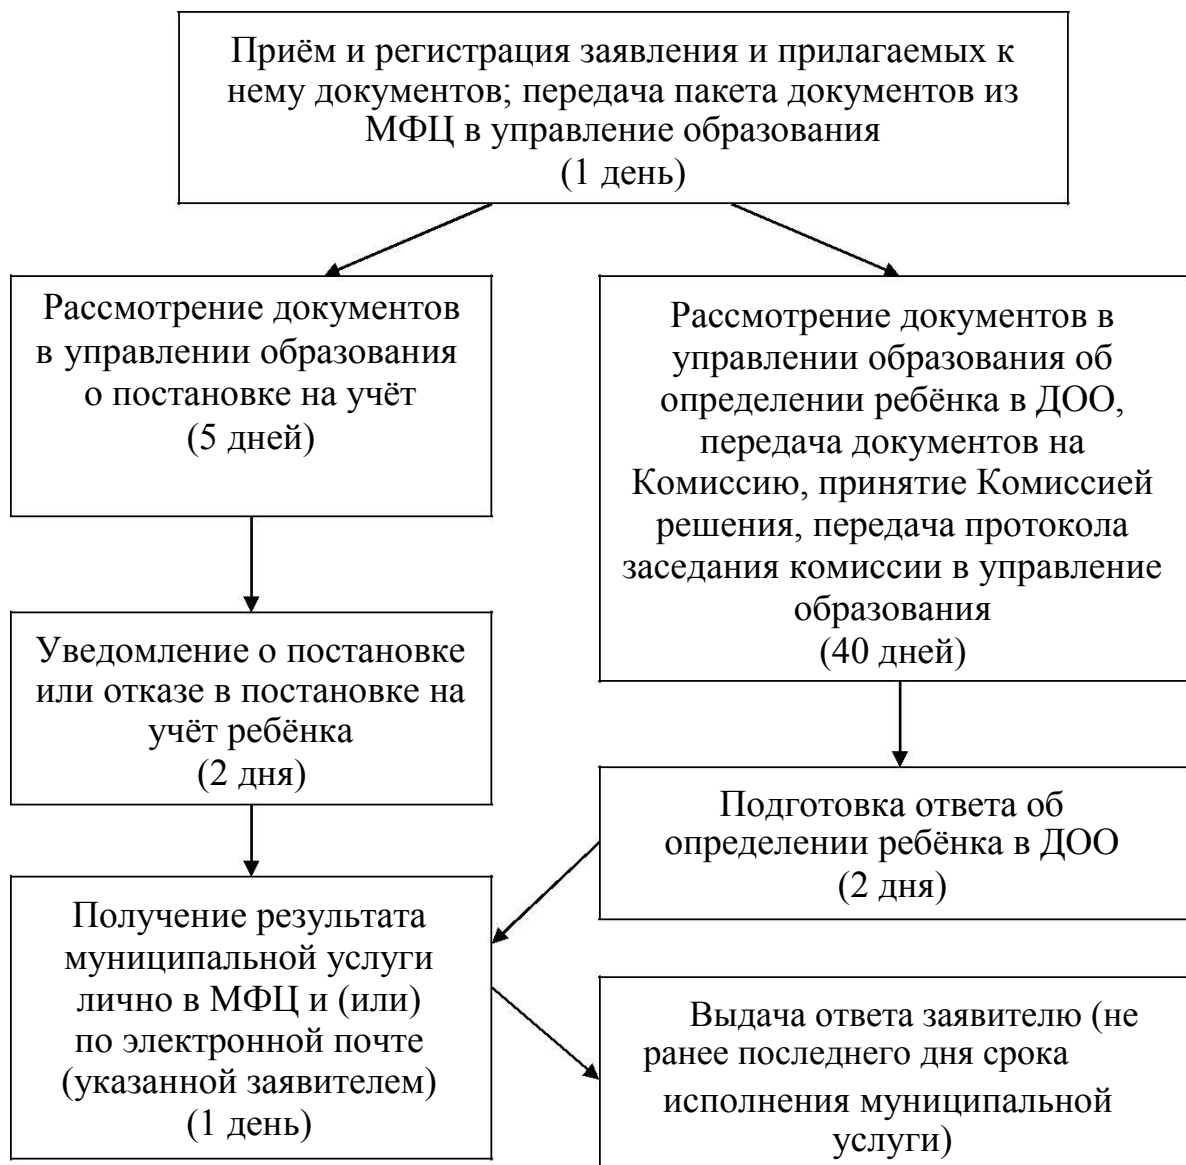 Приём и регистрация заявления и прилагаемых к
нему документов; передача пакета документов из
МФЦ в управление образования
(1 день)
Рассмотрение документов
в управлении образования
о постановке на учёт
(5 дней)
Рассмотрение документов в
управлении образования об
определении ребёнка в ДОО,
передача документов на
Комиссию, принятие Комиссией
решения, передача протокола
заседания комиссии в управление
образования
(40 дней)
Уведомление о постановке
или отказе в постановке на
учёт ребёнка
(2 дня)
Подготовка ответа об
определении ребёнка в ДОО
(2 дня)
Получение результата
муниципальной услуги
лично в МФЦ и (или)
по электронной почте
(указанной заявителем)
(1 день)
Выдача ответа заявителю (не
ранее последнего дня срока
исполнения муниципальной
услуги)